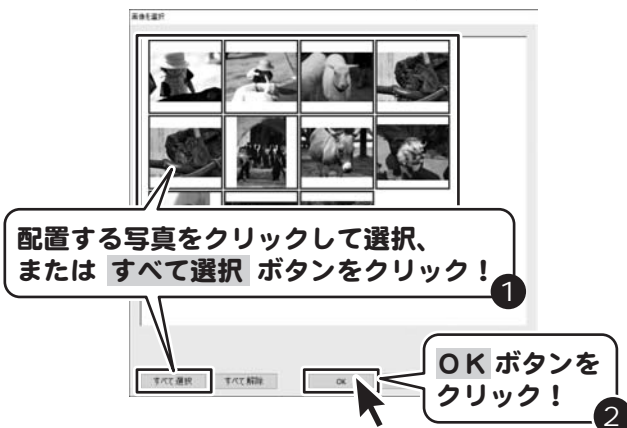 画像を選択
配置する写真をクリックして選択、
または すべて選択 ボタンをクリック!
1
すべて選択
すべて解除
OK
OK ボタンを
クリック!
2